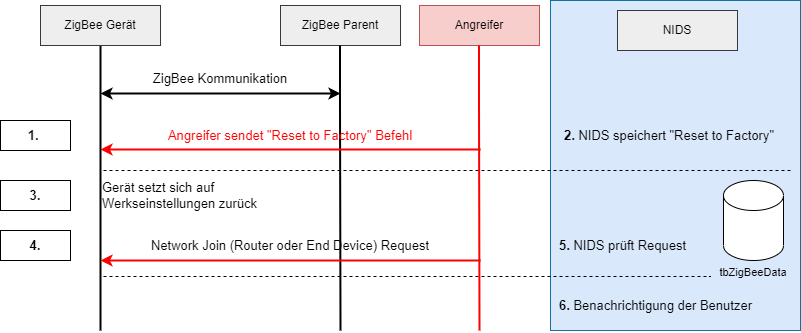 ZigBee Gerät
ZigBee Parent
Angreifer
NIDS
ZigBee Kommunikation
1.
Angreifer sendet "Reset to Factory" Befehl
2. NIDS speichert "Reset to Factory"
3.
Gerät setzt sich auf
Werkseinstellungen zurück
4.
Network Join (Router oder End Device) Request
5. NIDS prüft Request
tbZigBeeData
6. Benachrichtigung der Benutzer